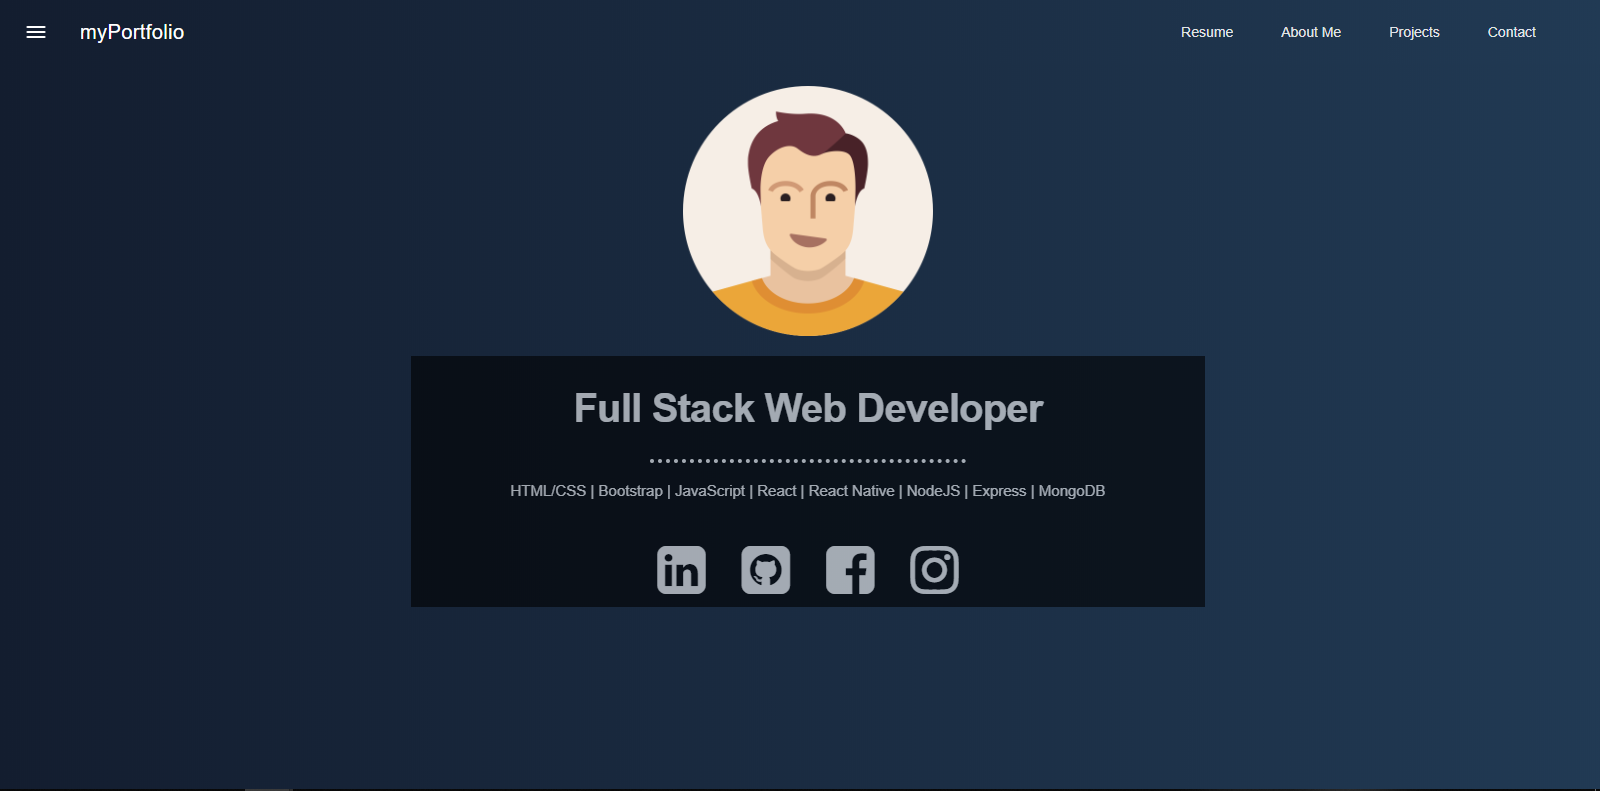 myPortfolio
Resume
About Me
Projects
Contact
Full Stack Web Developer
HTML/CSS | Bootstrap | JavaScript | React | React Native | NodeJS | Express | MongoDB
in